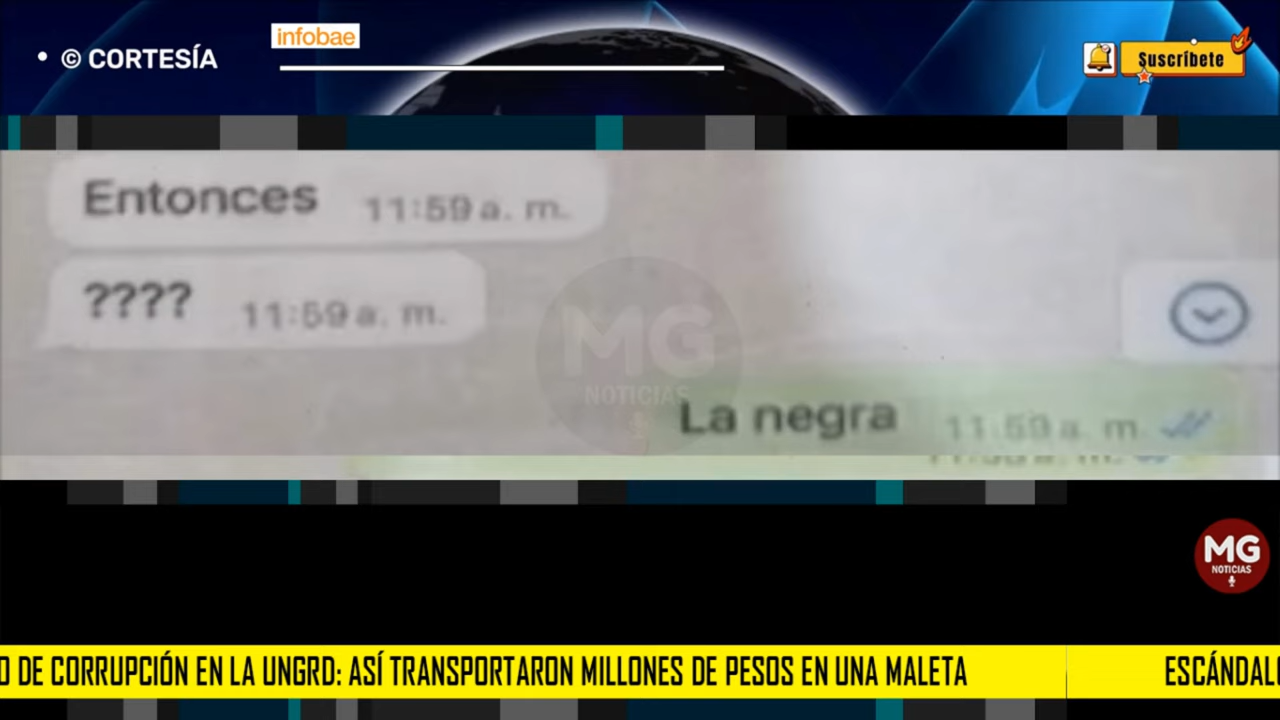 infobae
• © CORTESÍA
Suscríbete
Entonces 11:59 a. m.
???? 11:59 a. m.
MG
NOTICIAS
La negra 11:59 a. m.
MG
NOTICIAS
O DE CORRUPCIÓN EN LA UNGRD: ASÍ TRANSPORTARON MILLONES DE PESOS EN UNA MALETA ESCÁNDALO